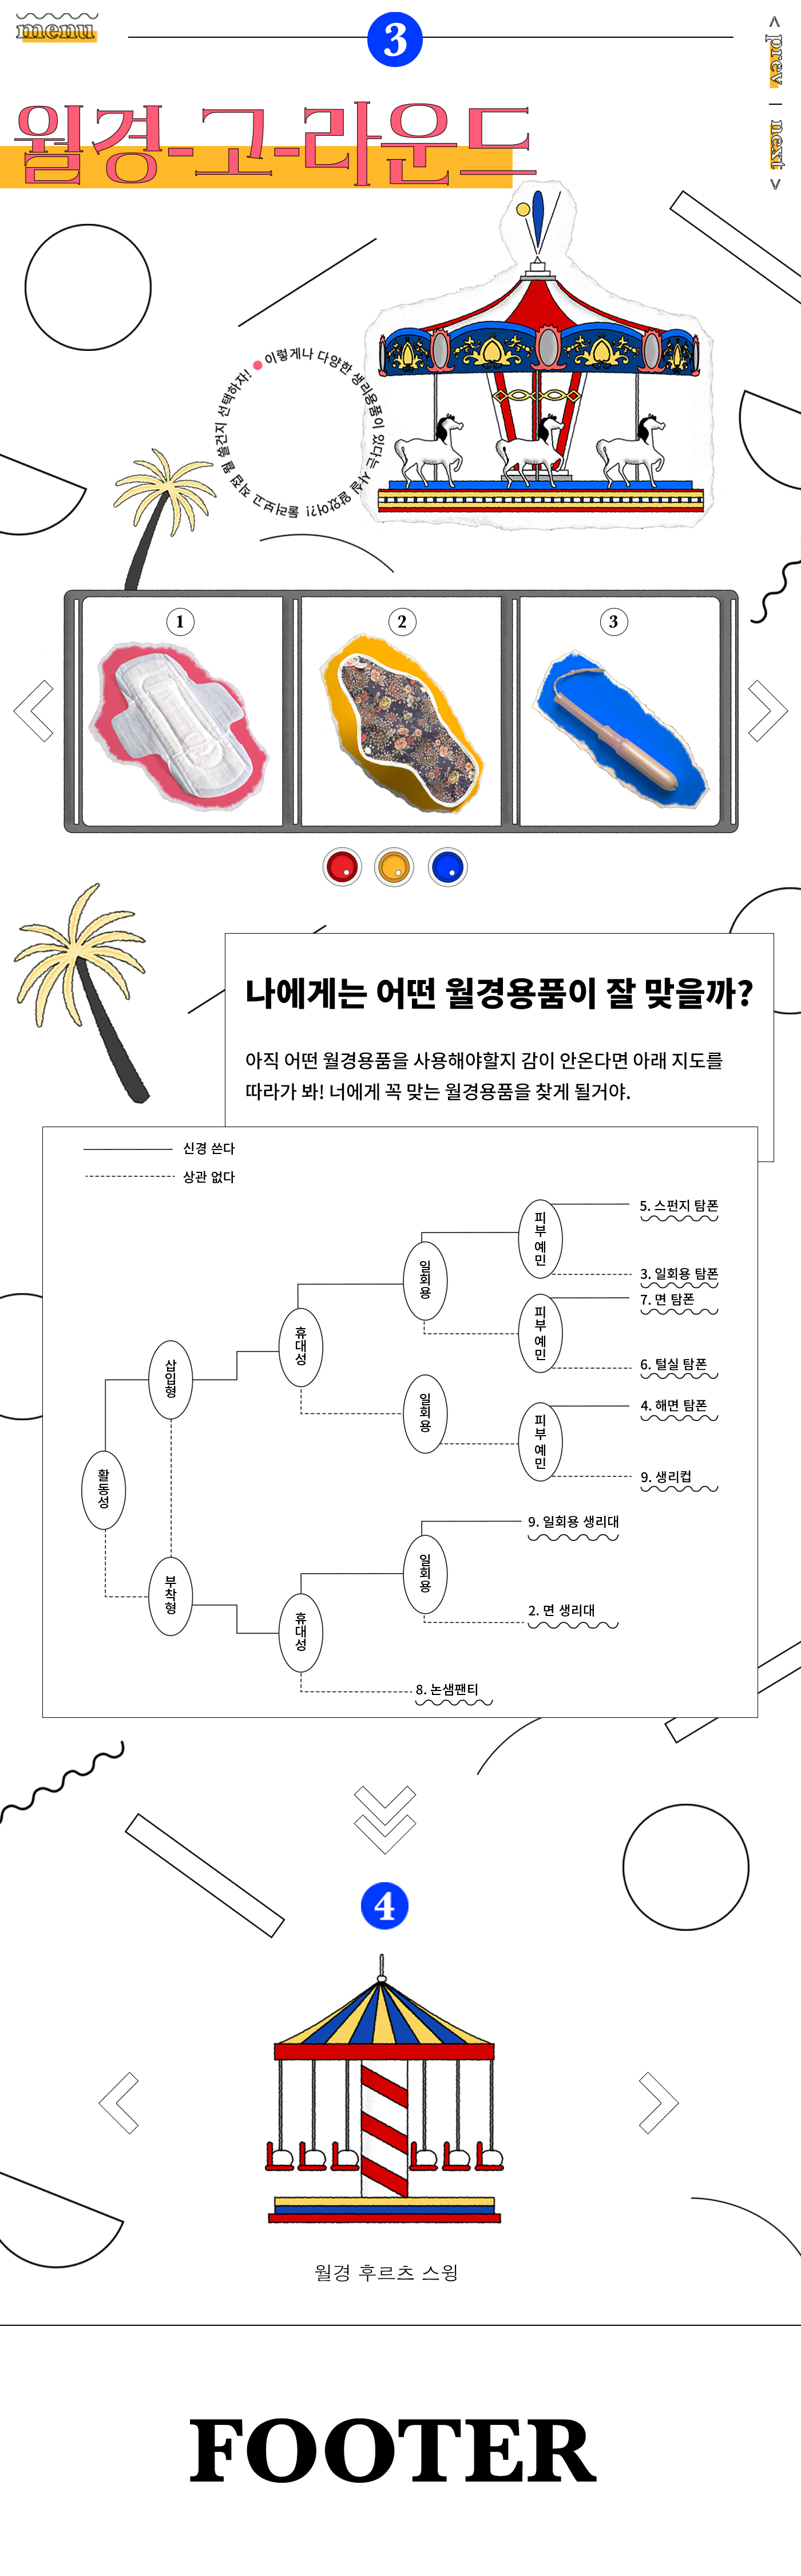 menu
3
< prev | next >
월경-고-라운드
이렇게나 다양한 생리용품이 있다는 사실 알았어?! 둘러보고 직접 뭘 쓸건지 선택하자!
1
2
3
나에게는 어떤 월경용품이 잘 맞을까?
아직 어떤 월경용품을 사용해야할지 감이 안온다면 아래 지도를
따라가 봐! 너에게 꼭 맞는 월경용품을 찾게 될거야.
신경 쓴다
상관 없다
활동성
삽입형
부착형
휴대성
휴대성
일회용
일회용
일회용
피부 예민
피부 예민
피부 예민
5. 스펀지 탐폰
3. 일회용 탐폰
7. 면 탐폰
6. 털실 탐폰
4. 해면 탐폰
9. 생리컵
9. 일회용 생리대
2. 면 생리대
8. 논샘팬티
4
월경 후르츠 스윙
FOOTER